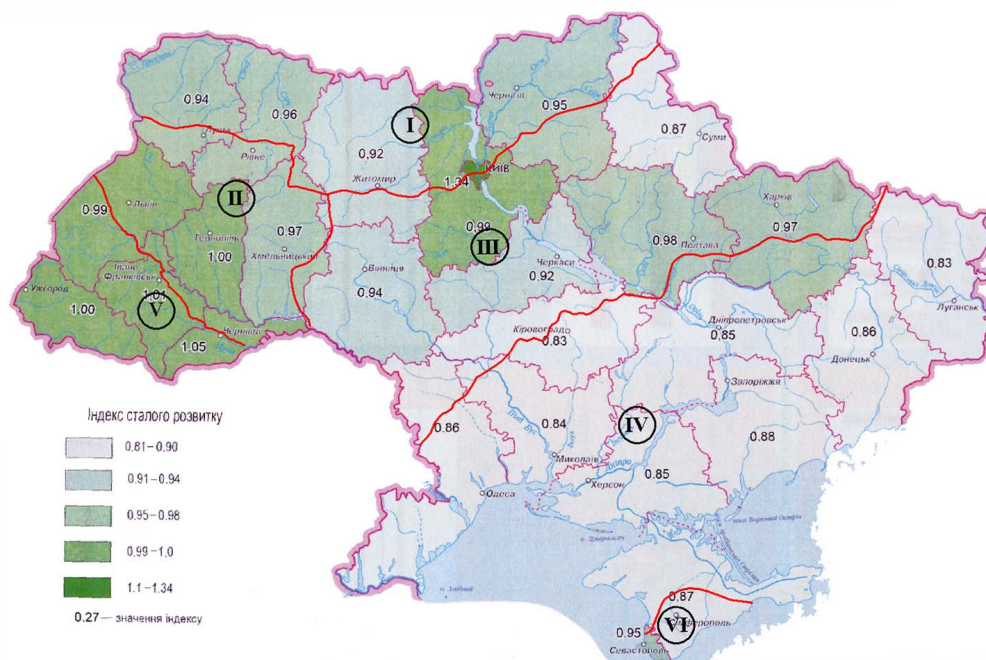 0.94
0.96
Луцьк
Рівне
I
0.92
Житомир
Чернігів
0.95
0.87
Суми
Київ
1.34
0.99
Львів
II
Тернопіль
1.00
0.97
Хмельницький
0.99
III
Черкаси
0.92
Вінниця
0.94
Харків
0.97
0.98
Полтава
Івано-
Франківськ
1.01
V
Ужгород
1.00
Чернівці
1.05
0.83
Луганськ
Кіровоград
0.83
Дніпропетровськ
0.85
0.86
Донецьк
Запоріжжя
0.86
0.84
IV
0.88
Миколаїв
Дніпро
0.85
Херсон
Одеса
0.87
Сімферополь
VI
0.95
Севастополь
Індекс сталого розвитку
0.81–0.90
0.91–0.94
0.95–0.98
0.99–1.0
1.1–1.34
0.27 — значення індексу